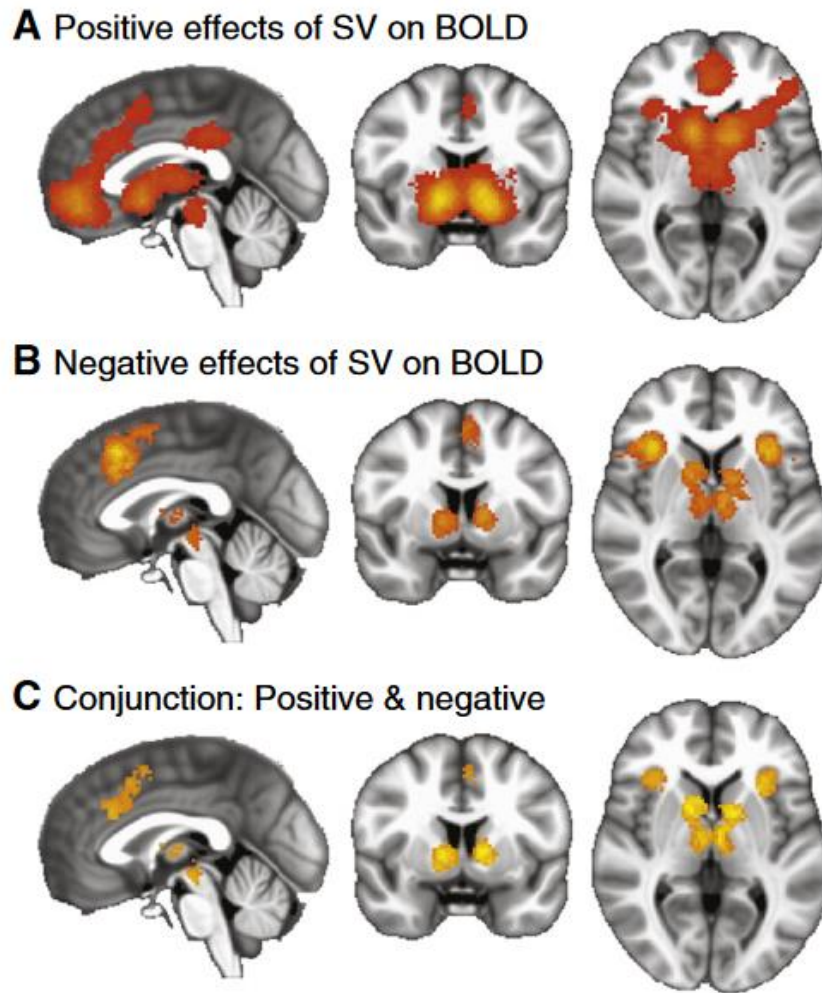 A Positive effects of SV on BOLD
B Negative effects of SV on BOLD
C Conjunction: Positive & negative